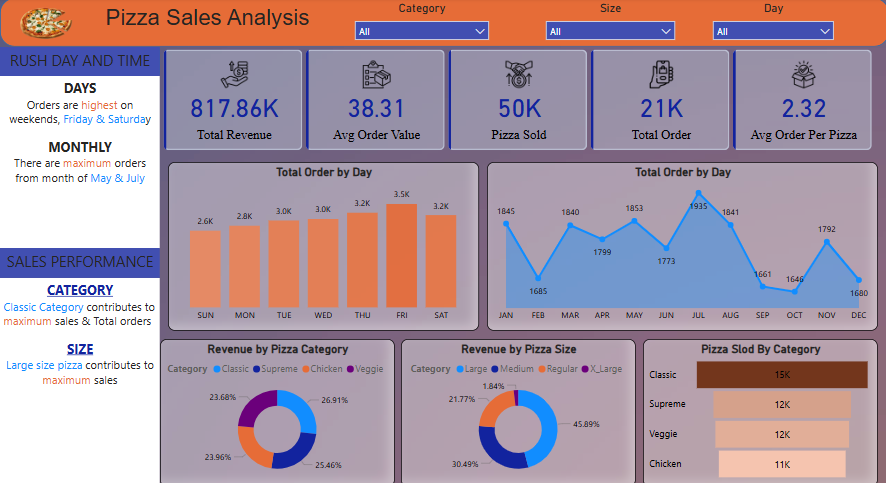 Pizza Sales Analysis
Category
Size
Day
All
All
All
RUSH DAY AND TIME
DAYS
Orders are highest on
weekends, Friday & Saturday
MONTHLY
There are maximum orders
from month of May & July
SALES PERFORMANCE
CATEGORY
Classic Category contributes to
maximum sales & Total orders
SIZE
Large size pizza contributes to
maximum sales
817.86K
Total Revenue
38.31
Avg Order Value
50K
Pizza Sold
21K
Total Order
2.32
Avg Order Per Pizza
Total Order by Day
2.6K
2.8K
3.0K
3.0K
3.2K
3.5K
3.2K
SUN MON TUE WED THU FRI SAT
Total Order by Day
1845
1685
1840
1799
1853
1773
1935
1841
1661
1646
1792
1680
JAN FEB MAR APR MAY JUN JUL AUG SEP OCT NOV DEC
Revenue by Pizza Category
Category Classic Supreme Chicken Veggie
23.68%
26.91%
23.96%
25.46%
Revenue by Pizza Size
Category Large Medium Regular X_Large
1.84%
21.77%
45.89%
30.49%
Pizza Slod By Category
Classic 15K
Supreme 12K
Veggie 12K
Chicken 11K